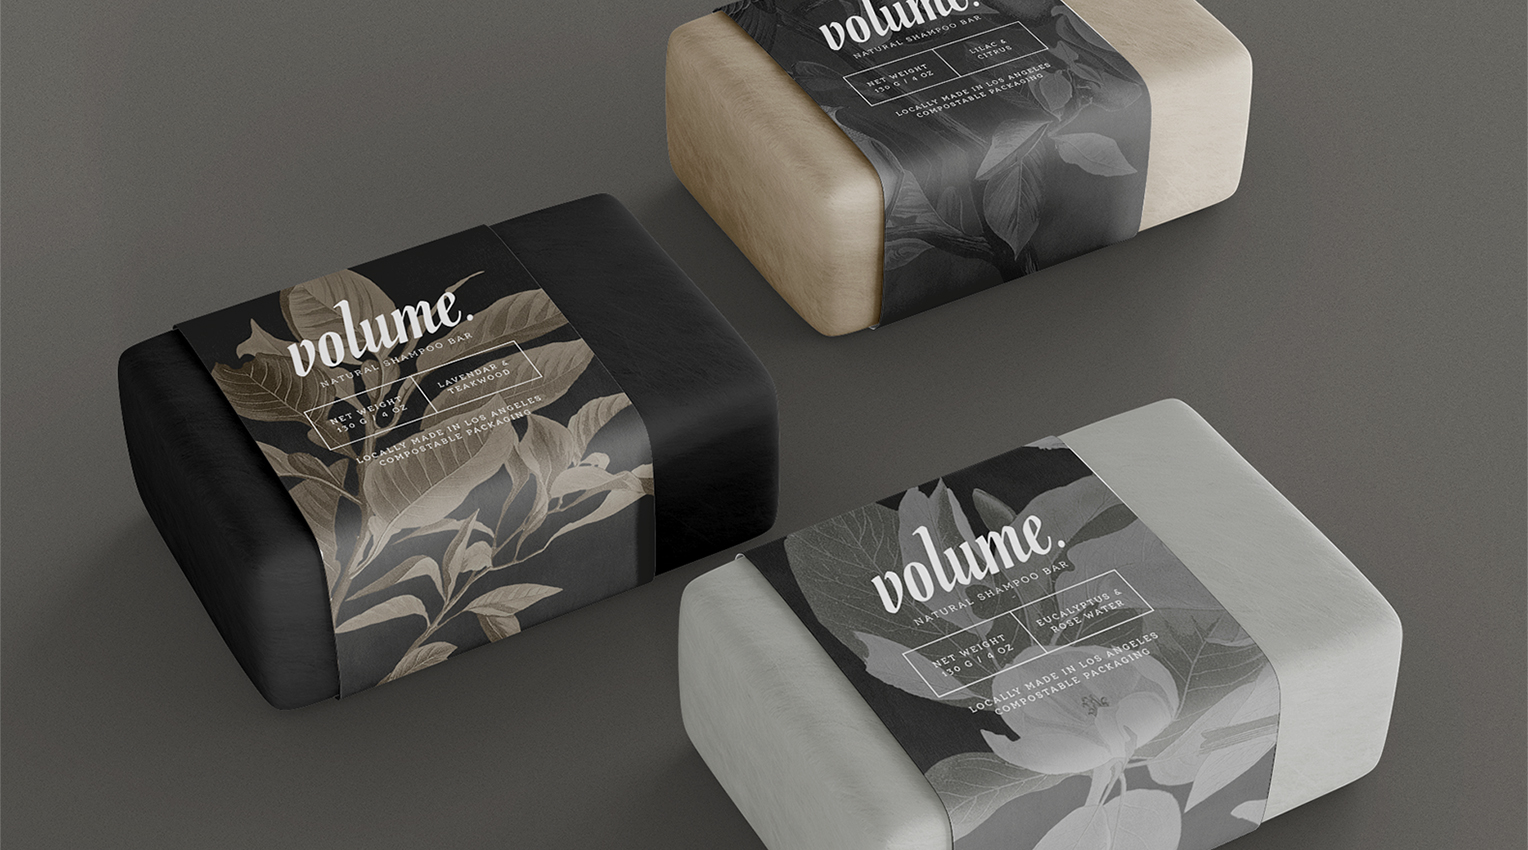 volume.
NATURAL SHAMPOO BAR
NET WEIGHT
130 G / 4 OZ
LILAC &
CITRUS
LOCALLY MADE IN LOS ANGELES
COMPOSTABLE PACKAGING
volume.
NATURAL SHAMPOO BAR
NET WEIGHT
130 G / 4 OZ
LAVENDAR &
TEAKWOOD
LOCALLY MADE IN LOS ANGELES
COMPOSTABLE PACKAGING
volume.
NATURAL SHAMPOO BAR
NET WEIGHT
130 G / 4 OZ
EUCALYPTUS &
ROSE WATER
LOCALLY MADE IN LOS ANGELES
COMPOSTABLE PACKAGING